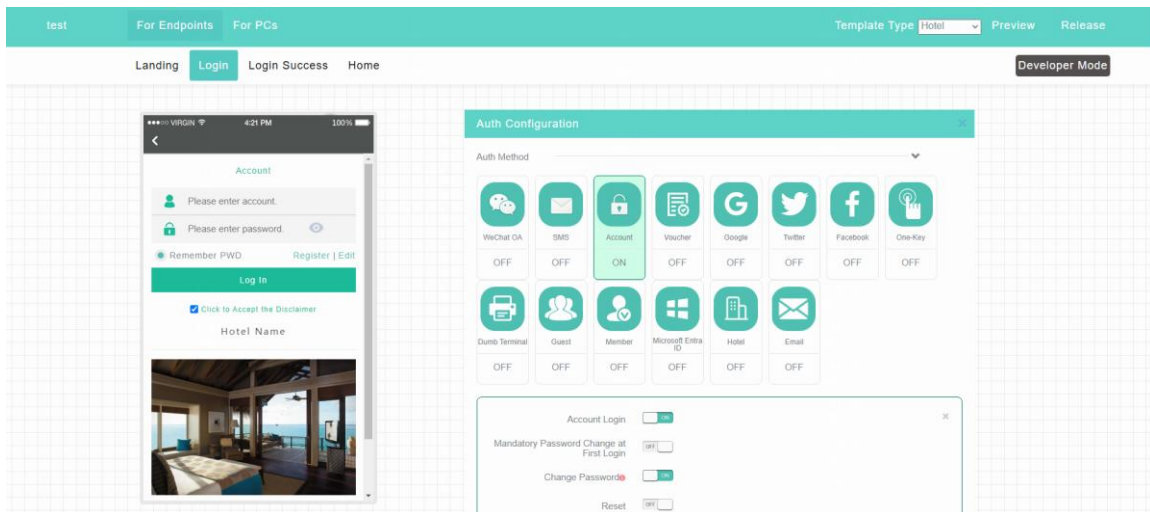 test For Endpoints For PCs Template Type Hotel Preview Release
Landing Login Login Success Home Developer Mode
VIRGIN 4:21 PM 100%
Account
Please enter account.
Please enter password.
Remember PWD Register | Edit
Log In
Click to Accept the Disclaimer
Hotel Name
Auth Configuration
Auth Method
WeChat OA SMS Account Voucher Google Twitter Facebook One-Key
OFF OFF ON OFF OFF OFF OFF OFF
Dumb Terminal Guest Member Microsoft Entra ID Hotel Email
OFF OFF OFF OFF OFF OFF
Account Login ON
Mandatory Password Change at
First Login OFF
Change Password ON
Reset OFF